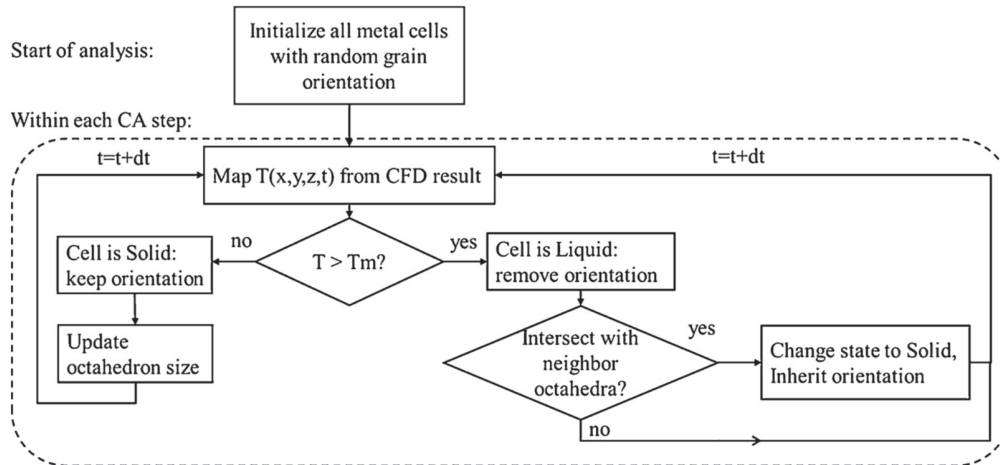 Start of analysis:
Initialize all metal cells
with random grain
orientation
Within each CA step:
t=t+dt
Map T(x,y,z,t) from CFD result
t=t+dt
Cell is Solid:
keep orientation
no
T > Tm?
yes
Cell is Liquid:
remove orientation
Update
octahedron size
Intersect with
neighbor
octahedra?
yes
Change state to Solid,
Inherit orientation
no